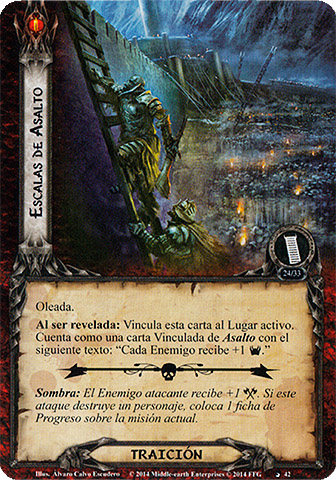 ESCALAS DE ASALTO
24/33
Oleada.
Al ser revelada: Vincula esta carta al Lugar activo.
Cuenta como una carta Vinculada de Asalto con el
siguiente texto: “Cada Enemigo recibe +1 .”
Sombra: El Enemigo atacante recibe +1 . Si este
ataque destruye un personaje, coloca 1 ficha de
Progreso sobre la misión actual.
TRAICIÓN
Illus. Alvaro Calvo Escudero © 2014 Middle-earth Enterprises © 2014 FFG 42